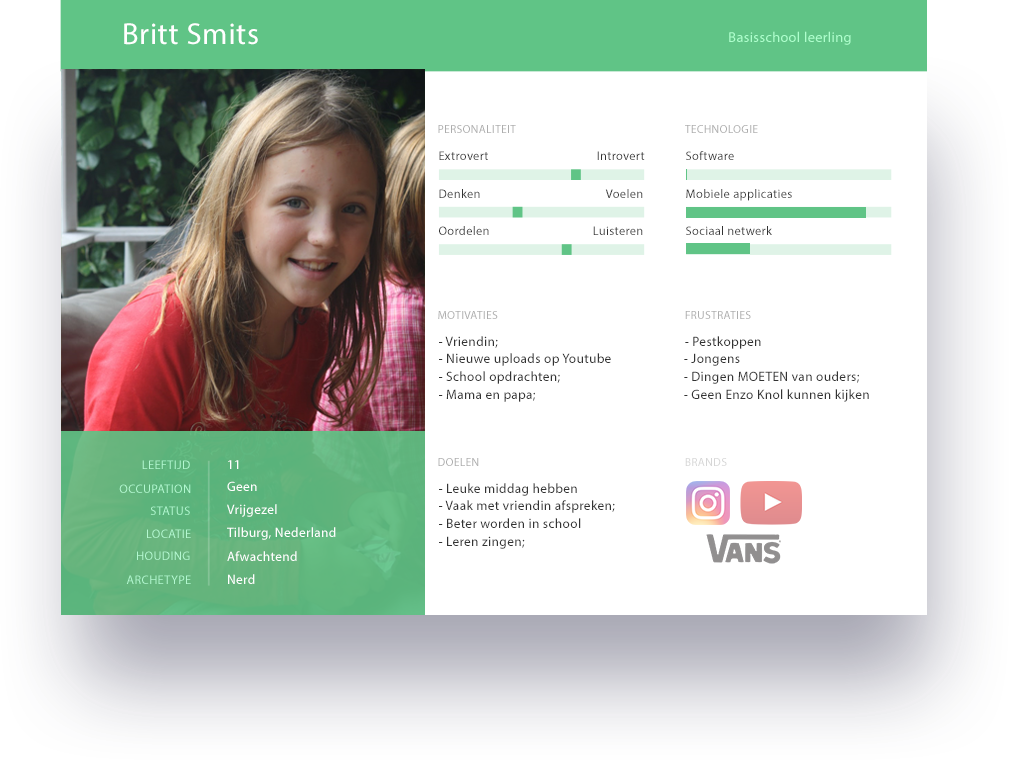 Britt Smits
Basisschool leerling
PERSONALITEIT
Extrovert Introvert
Denken Voelen
Oordelen Luisteren
TECHNOLOGIE
Software
Mobiele applicaties
Sociaal netwerk
MOTIVATIES
- Vriendin;
- Nieuwe uploads op Youtube
- School opdrachten;
- Mama en papa;
FRUSTRATIES
- Pestkoppen
- Jongens
- Dingen MOETEN van ouders;
- Geen Enzo Knol kunnen kijken
LEEFTIJD 11
OCCUPATION Geen
STATUS Vrijgezel
LOCATIE Tilburg, Nederland
HOUDING Afwachtend
ARCHETYPE Nerd
DOELEN
- Leuke middag hebben
- Vaak met vriendin afspreken;
- Beter worden in school
- Leren zingen;
BRANDS
VANS